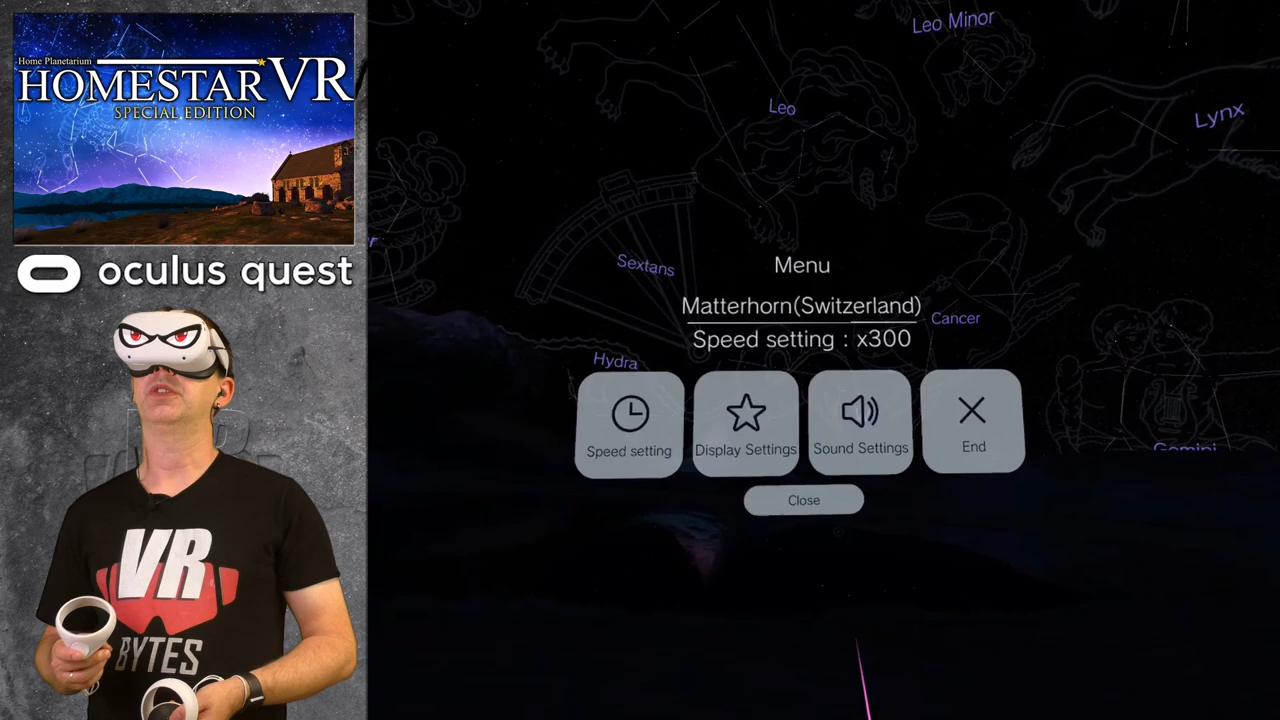 Home Planetarium
HOMESTAR VR
SPECIAL EDITION
oculus quest
VR
BYTES
Leo Minor
Leo
Lynx
Sextans
Menu
Matterhorn(Switzerland)
Cancer
Speed setting : x300
Hydra
Speed setting
Display Settings
Sound Settings
End
Gemini
Close